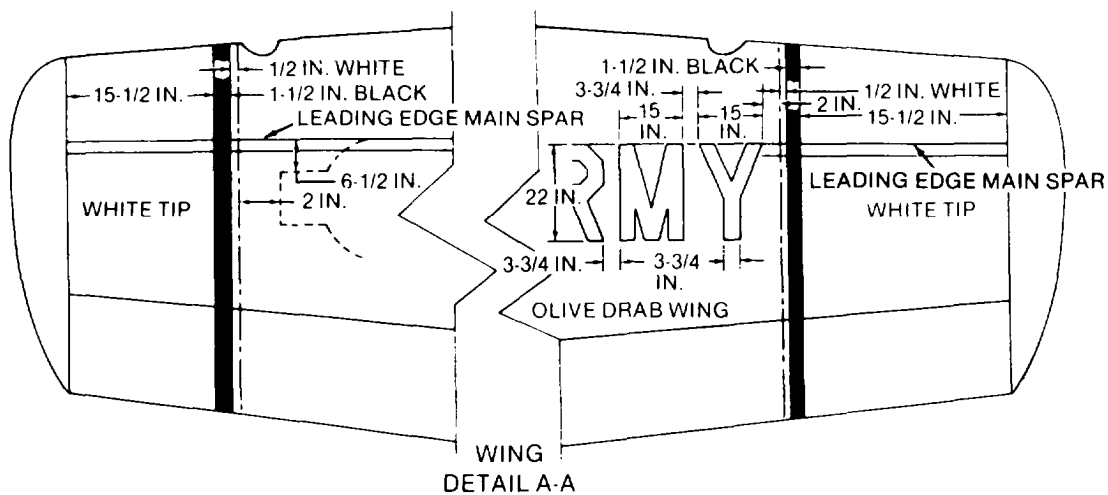 1/2 IN. WHITE
15-1/2 IN.
1-1/2 IN. BLACK
LEADING EDGE MAIN SPAR
6-1/2 IN.
2 IN.
WHITE TIP
1-1/2 IN. BLACK
3-3/4 IN.
15
IN.
15
IN.
1/2 IN. WHITE
2 IN.
15-1/2 IN.
LEADING EDGE MAIN SPAR
WHITE TIP
22
IN.
RMY
3-3/4 IN.
3-3/4
IN.
OLIVE DRAB WING
WING
DETAIL A-A